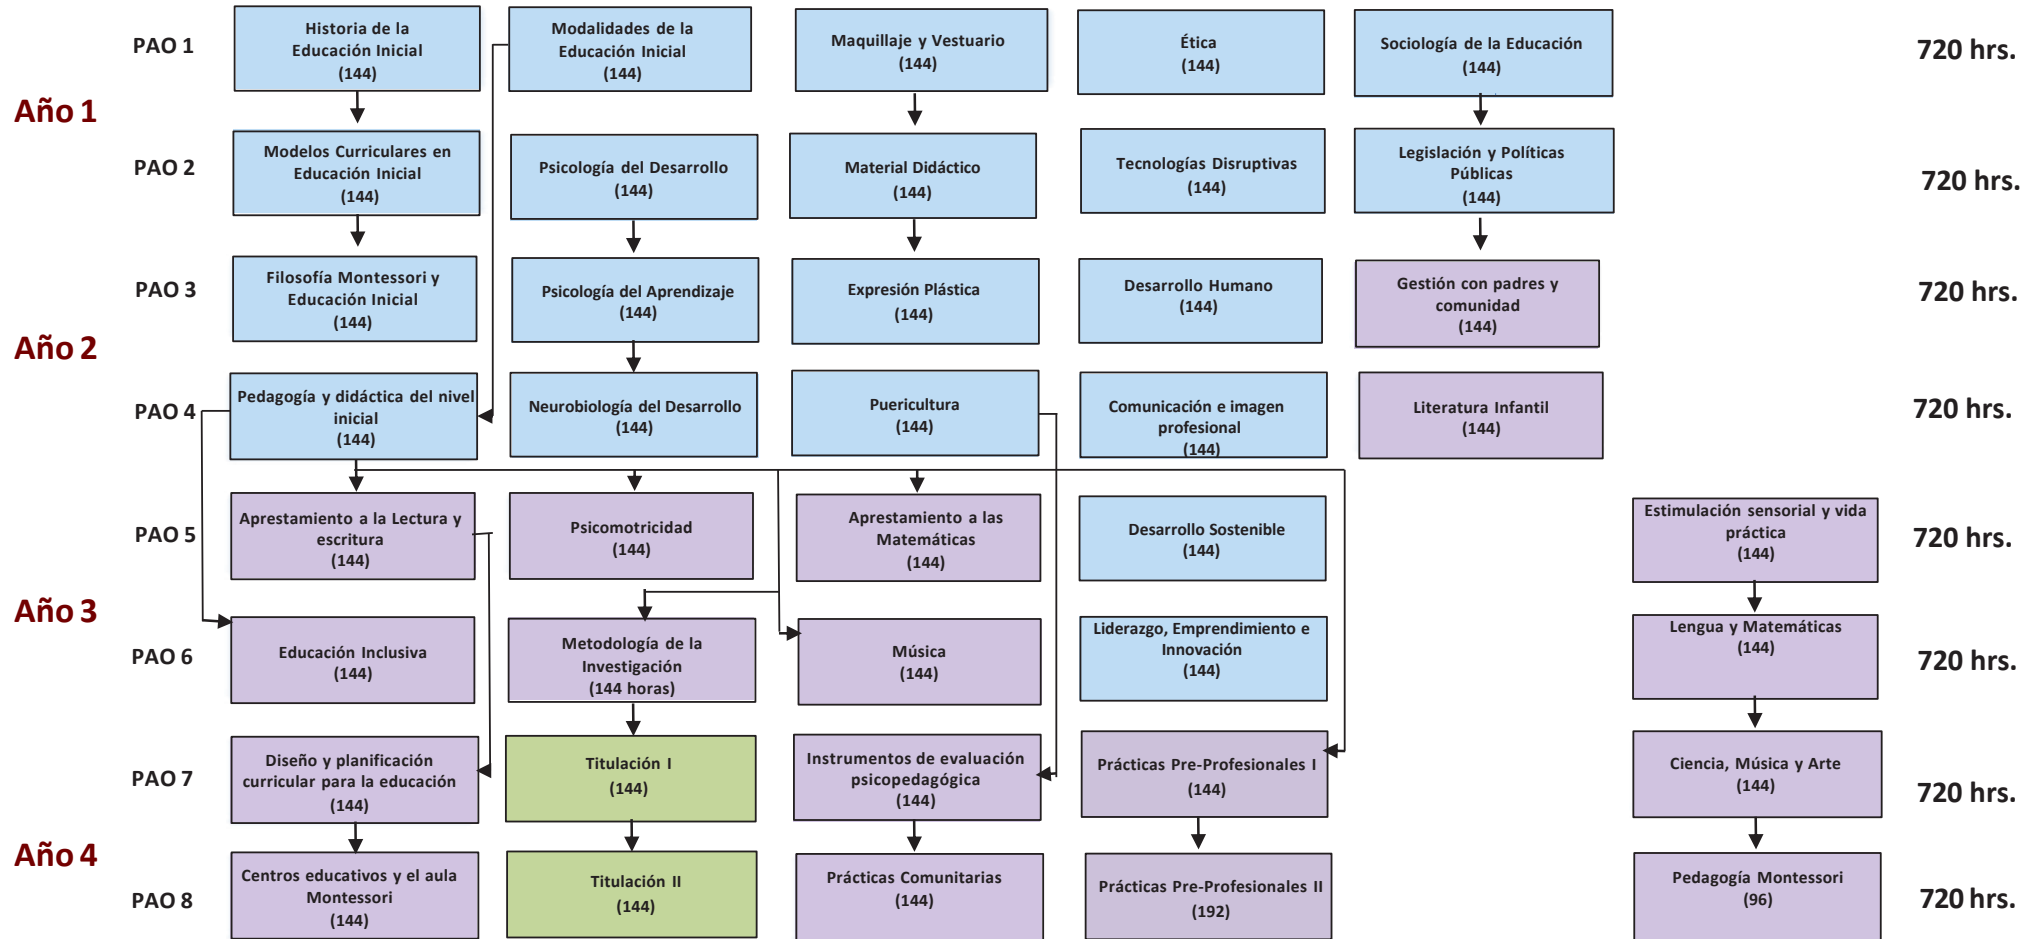 PAO 1
Historia de la
Educación Inicial
(144)
Modalidades de la
Educación Inicial
(144)
Maquillaje y Vestuario
(144)
Ética
(144)
Sociología de la Educación
(144)
720 hrs.
Año 1
PAO 2
Modelos Curriculares en
Educación Inicial
(144)
Psicología del Desarrollo
(144)
Material Didáctico
(144)
Tecnologías Disruptivas
(144)
Legislación y Políticas
Públicas
(144)
720 hrs.
PAO 3
Filosofía Montessori y
Educación Inicial
(144)
Psicología del Aprendizaje
(144)
Expresión Plástica
(144)
Desarrollo Humano
(144)
Gestión con padres y
comunidad
(144)
720 hrs.
Año 2
PAO 4
Pedagogía y didáctica del nivel
inicial
(144)
Neurobiología del Desarrollo
(144)
Puericultura
(144)
Comunicación e imagen
profesional
(144)
Literatura Infantil
(144)
720 hrs.
PAO 5
Aprestamiento a la Lectura y
escritura
(144)
Psicomotricidad
(144)
Aprestamiento a las
Matemáticas
(144)
Desarrollo Sostenible
(144)
Estimulación sensorial y vida
práctica
(144)
720 hrs.
Año 3
PAO 6
Educación Inclusiva
(144)
Metodología de la
Investigación
(144 horas)
Música
(144)
Liderazgo, Emprendimiento e
Innovación
(144)
Lengua y Matemáticas
(144)
720 hrs.
PAO 7
Diseño y planificación
curricular para la educación
(144)
Titulación I
(144)
Instrumentos de evaluación
psicopedagógica
(144)
Prácticas Pre-Profesionales I
(144)
Ciencia, Música y Arte
(144)
720 hrs.
Año 4
PAO 8
Centros educativos y el aula
Montessori
(144)
Titulación II
(144)
Prácticas Comunitarias
(144)
Prácticas Pre-Profesionales II
(192)
Pedagogía Montessori
(96)
720 hrs.